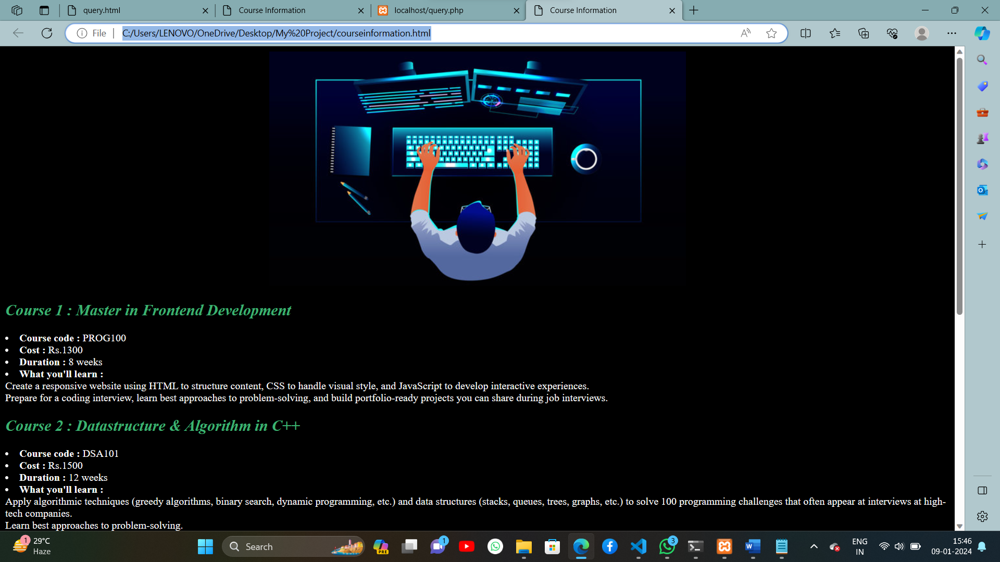 query.html
Course Information
localhost/query.php
Course Information
File
C:/Users/LENOVO/OneDrive/Desktop/My%20Project/courseinformation.html
Course 1 : Master in Frontend Development
• Course code : PROG100
• Cost : Rs.1300
• Duration : 8 weeks
• What you'll learn :
Create a responsive website using HTML to structure content, CSS to handle visual style, and JavaScript to develop interactive experiences.
Prepare for a coding interview, learn best approaches to problem-solving, and build portfolio-ready projects you can share during job interviews.
Course 2 : Datastructure & Algorithm in C++
• Course code : DSA101
• Cost : Rs.1500
• Duration : 12 weeks
• What you'll learn :
Apply algorithmic techniques (greedy algorithms, binary search, dynamic programming, etc.) and data structures (stacks, queues, trees, graphs, etc.) to solve 100 programming challenges that often appear at interviews at high-
tech companies.
Learn best approaches to problem-solving.
1
29°C
Haze
Search
PRE
1
3
ENG
IN
15:46
09-01-2024